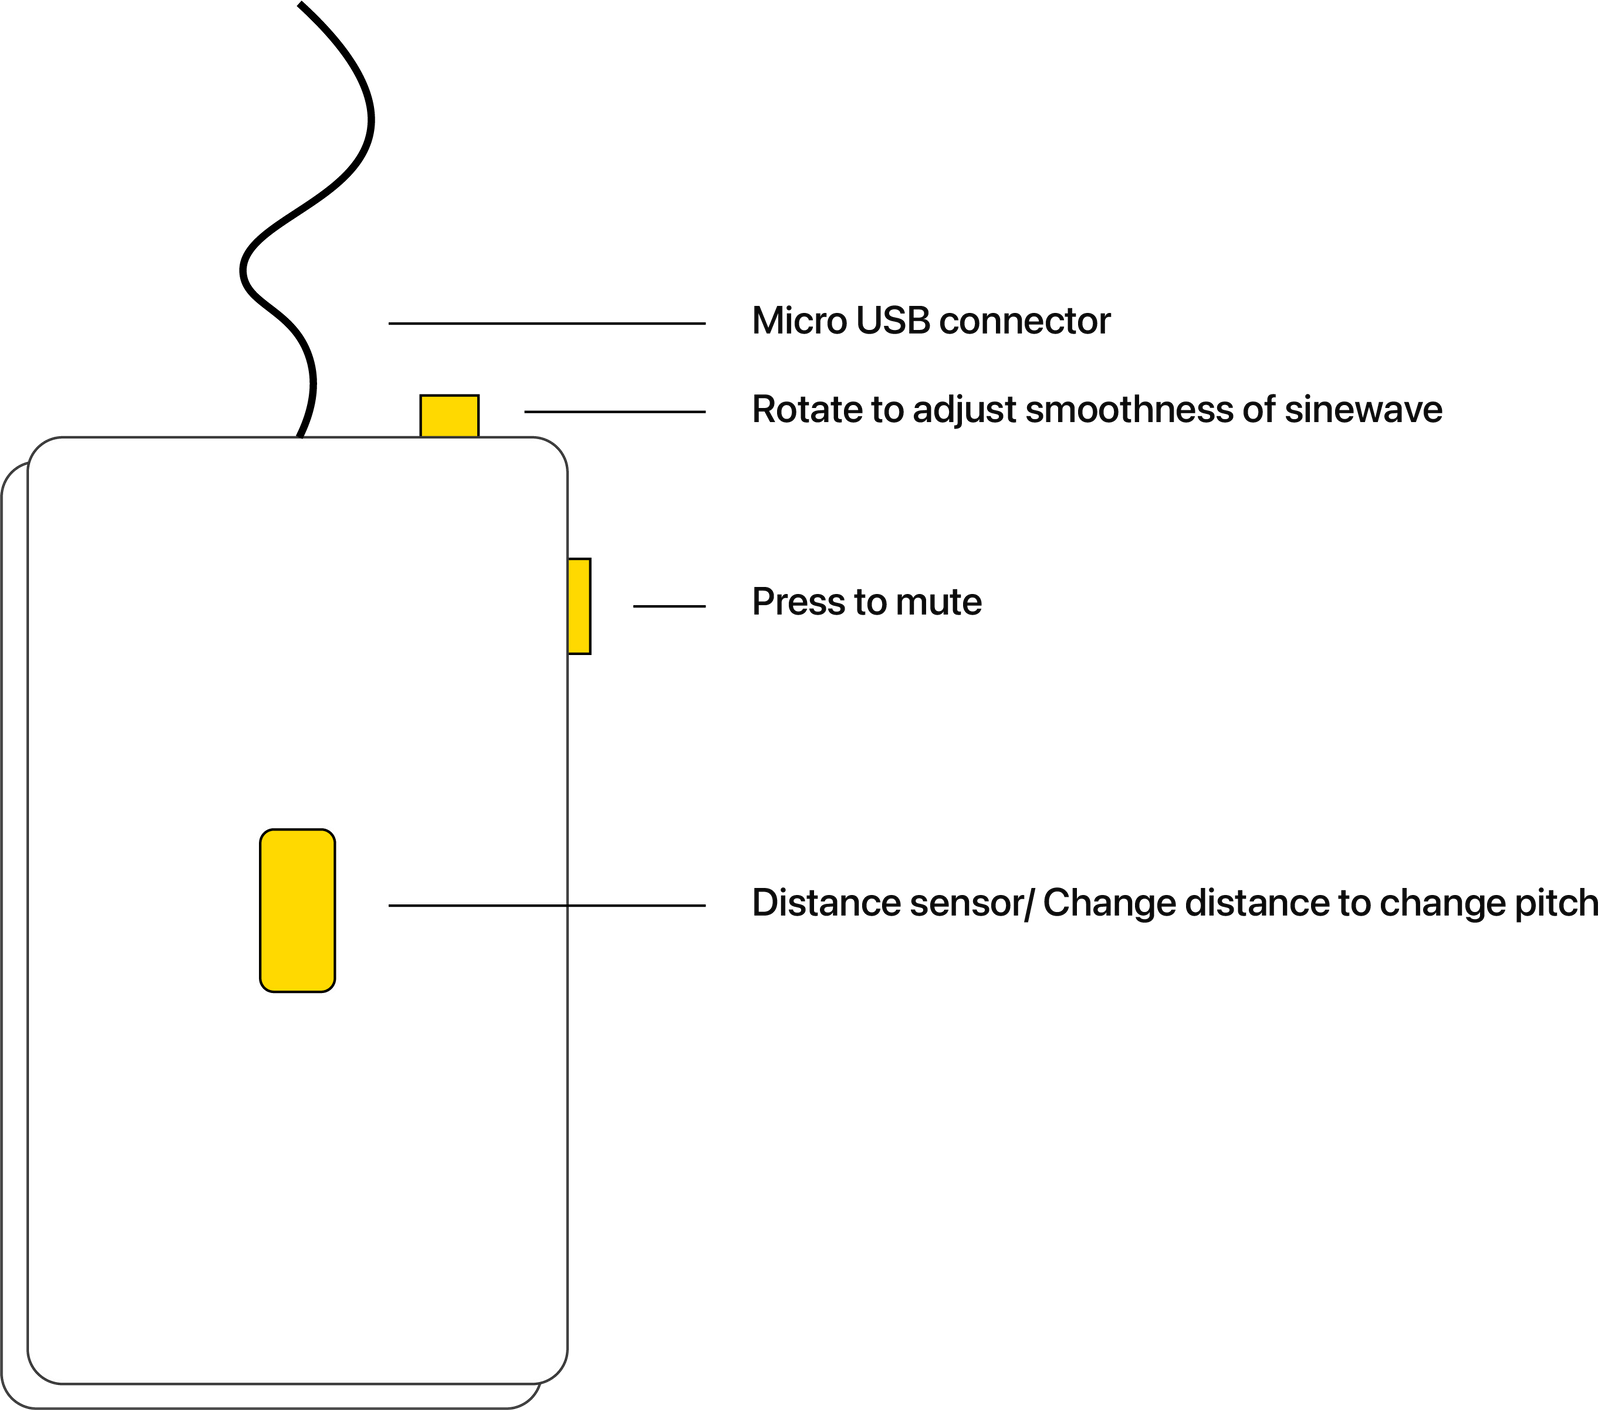 Micro USB connector
Rotate to adjust smoothness of sinewave
Press to mute
Distance sensor/ Change distance to change pitch